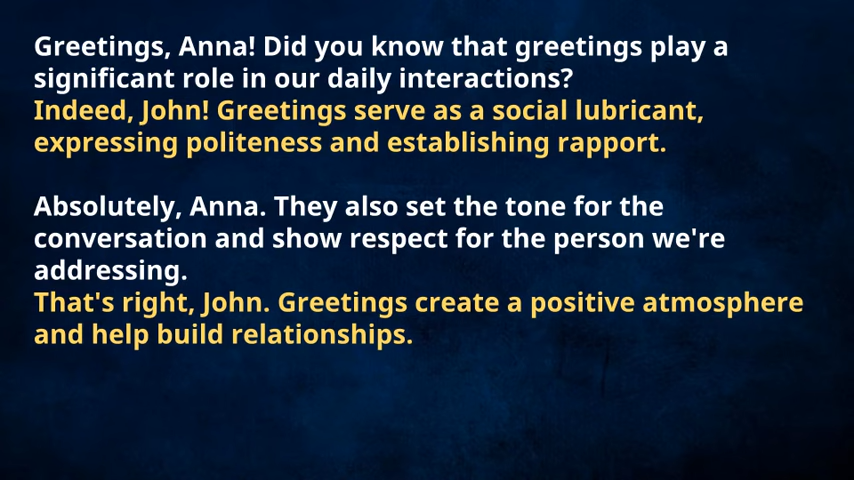 Greetings, Anna! Did you know that greetings play a
significant role in our daily interactions?
Indeed, John! Greetings serve as a social lubricant,
expressing politeness and establishing rapport.
Absolutely, Anna. They also set the tone for the
conversation and show respect for the person we're
addressing.
That's right, John. Greetings create a positive atmosphere
and help build relationships.